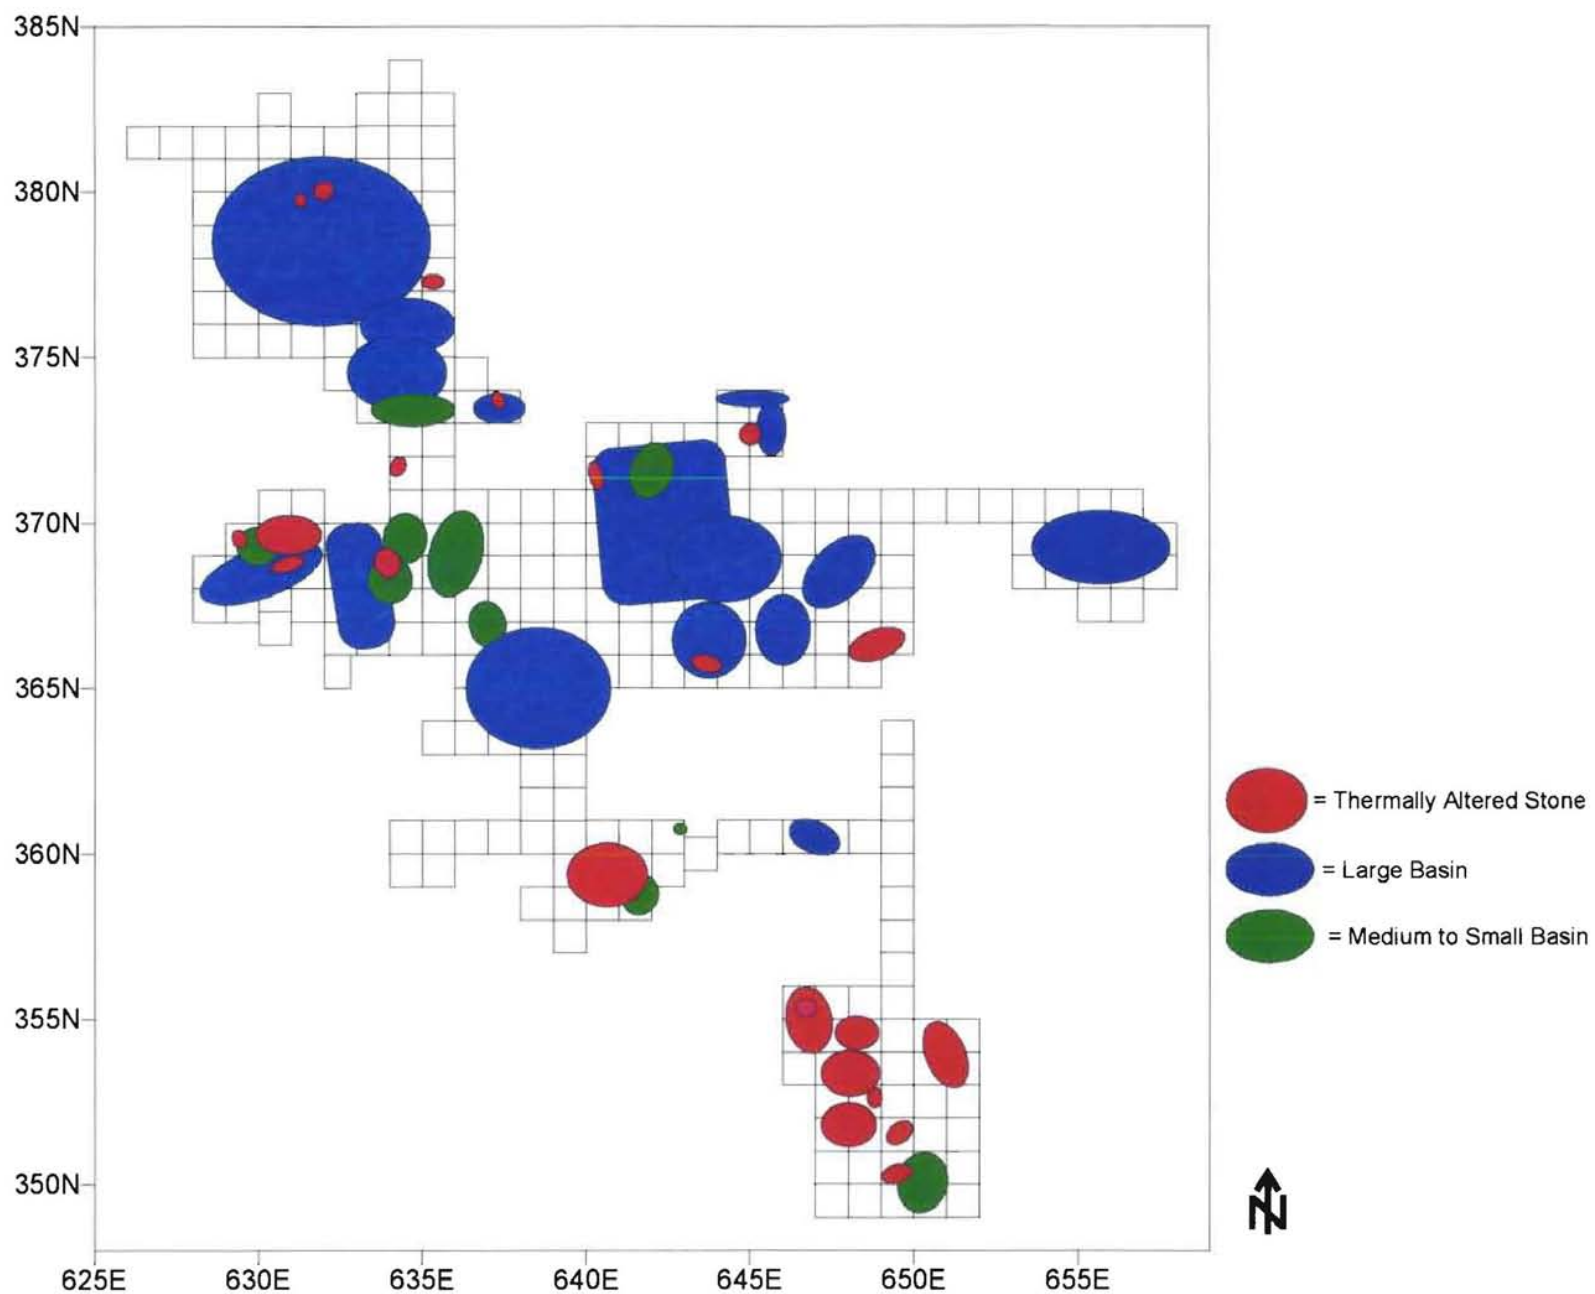 385N
380N
375N
370N
365N
360N
355N
350N
625E 630E 635E 640E 645E 650E 655E
= Thermally Altered Stone
= Large Basin
= Medium to Small Basin
N